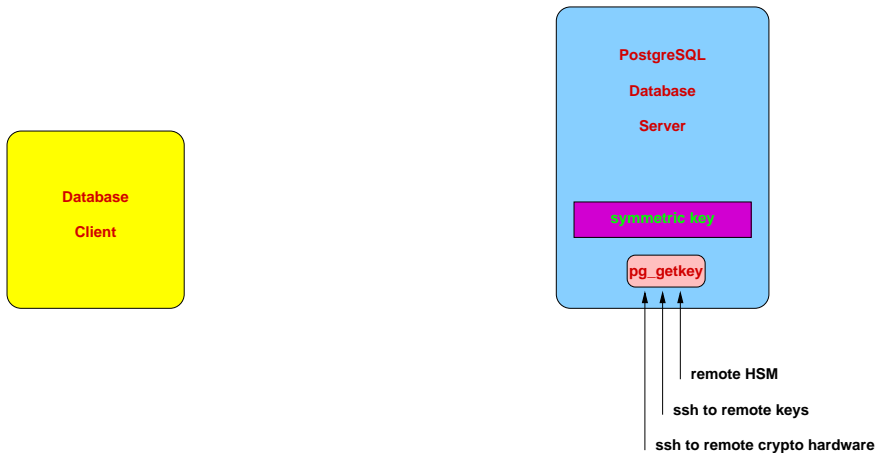 PostgreSQL
Database
Server
Database
Client
symmetric key
pg_getkey
remote HSM
ssh to remote keys
ssh to remote crypto hardware